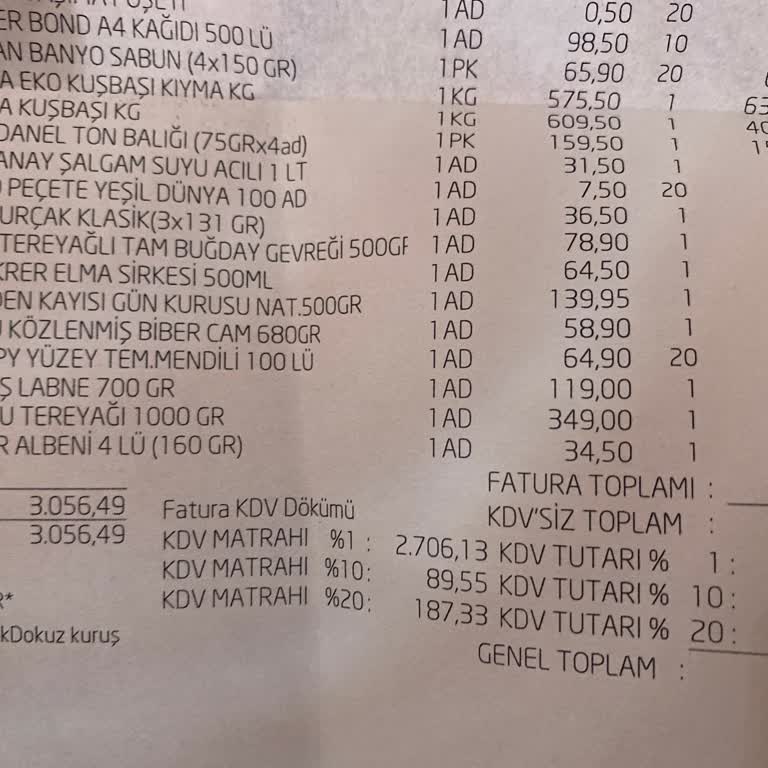 TAŞIMA POŞETİ 1 AD 0,50 20
ER BOND A4 KAĞIDI 500 LÜ 1 AD 98,50 10
AN BANYO SABUN (4x150 GR) 1 PK 65,90 20
A EKO KUŞBAŞI KIYMA KG 1 KG 575,50 1 63
A KUŞBAŞI KG 1 KG 609,50 1 40
DANEL TON BALIĞI (75GRx4ad) 1 PK 159,50 1
ANAY ŞALGAM SUYU ACILI 1 LT 1 AD 31,50 1
PEÇETE YEŞİL DÜNYA 100 AD 1 AD 7,50 20
URÇAK KLASİK(3x131 GR) 1 AD 36,50 1
TEREYAĞLI TAM BUĞDAY GEVREĞİ 500GR 1 AD 78,90 1
KRER ELMA SİRKESİ 500ML 1 AD 64,50 1
DEN KAYISI GÜN KURUSU NAT.500GR 1 AD 139,95 1
KÖZLENMİŞ BİBER CAM 680GR 1 AD 58,90 1
PY YÜZEY TEM.MENDİLİ 100 LÜ 1 AD 64,90 20
Ş LABNE 700 GR 1 AD 119,00 1
U TEREYAĞI 1000 GR 1 AD 349,00 1
R ALBENİ 4 LÜ (160 GR) 1 AD 34,50 1
FATURA TOPLAMI :
3.056,49 Fatura KDV Dökümü KDV'SİZ TOPLAM :
3.056,49 KDV MATRAHI %1 : 2.706,13 KDV TUTARI % 1 :
KDV MATRAHI %10: 89,55 KDV TUTARI % 10 :
R* KDV MATRAHI %20: 187,33 KDV TUTARI % 20 :
kDokuz kuruş
GENEL TOPLAM :